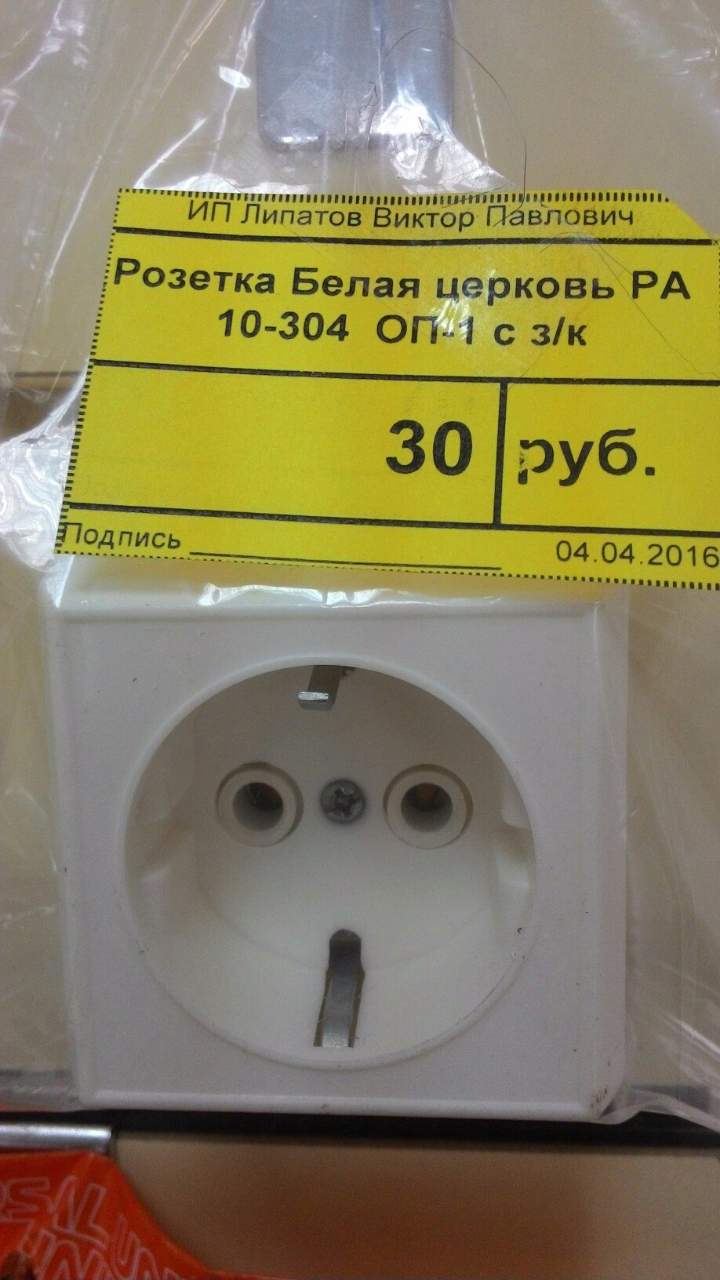 ИП Липатов Виктор Павлович
Розетка Белая церковь РА
10-304 ОП-1 с з/к
30 руб.
Подпись
04.04.2016